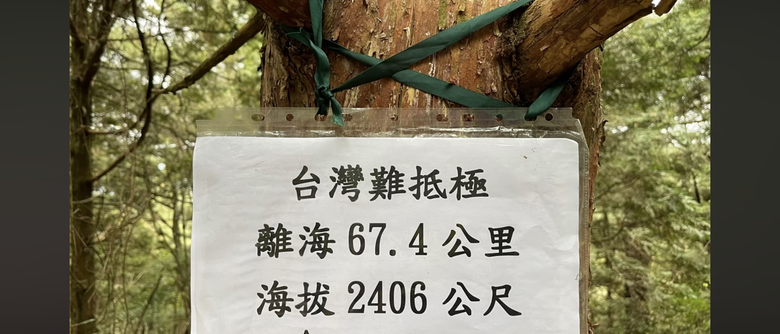 台灣難抵極
離海 67.4 公里
海拔 2406 公尺